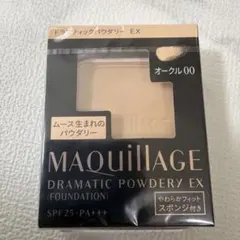 ドラマティックパウダリー EX
オークル00
ムース生まれの
パウダリー
MAQuillAGE
DRAMATIC POWDERY EX
(FOUNDATION)
やわらかフィット
スポンジ付き
SPF25・PA+++